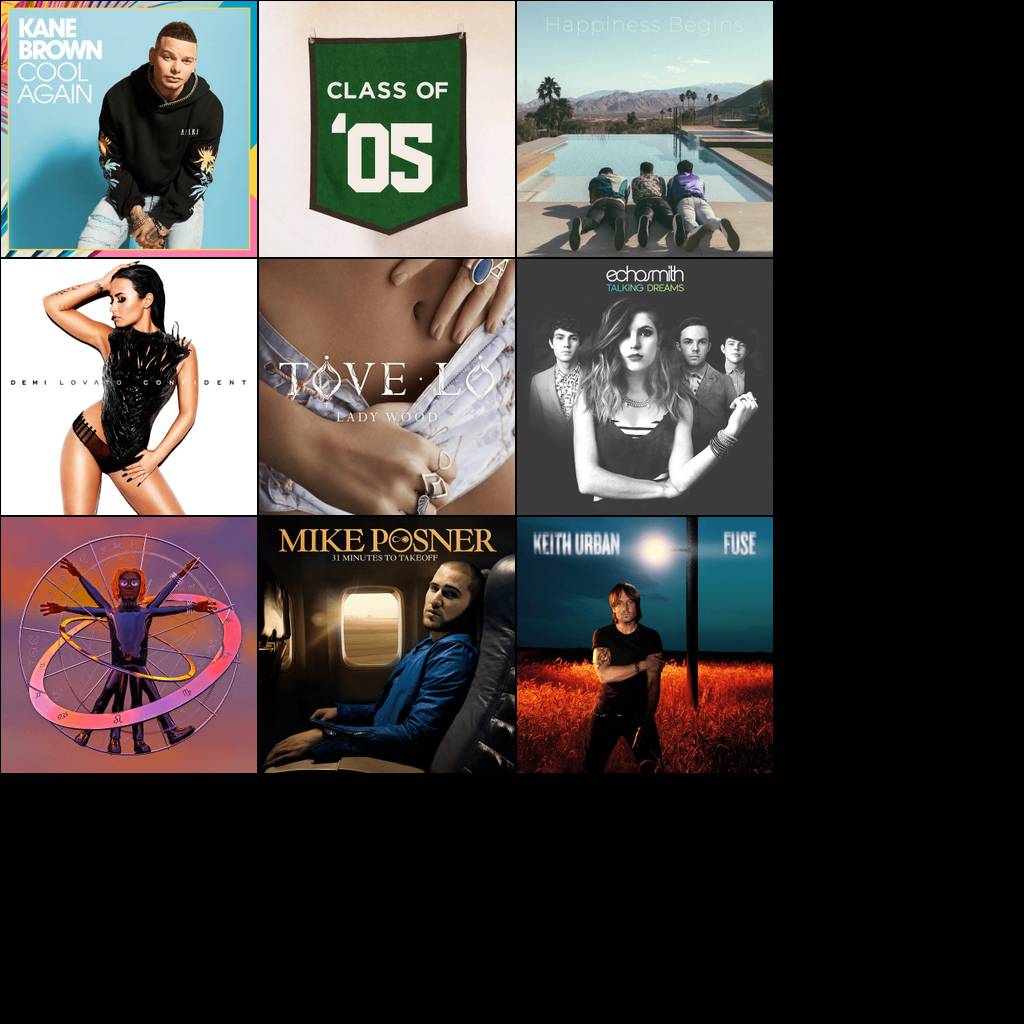 KANE
BROWN
COOL
AGAIN
CLASS OF
'05
Happiness Begins
DEMI LOVATO · CONFIDENT
TOVE · LO
LADY WOOD
echosmith
TALKING DREAMS
MIKE POSNER
31 MINUTES TO TAKEOFF
KEITH URBAN
FUSE